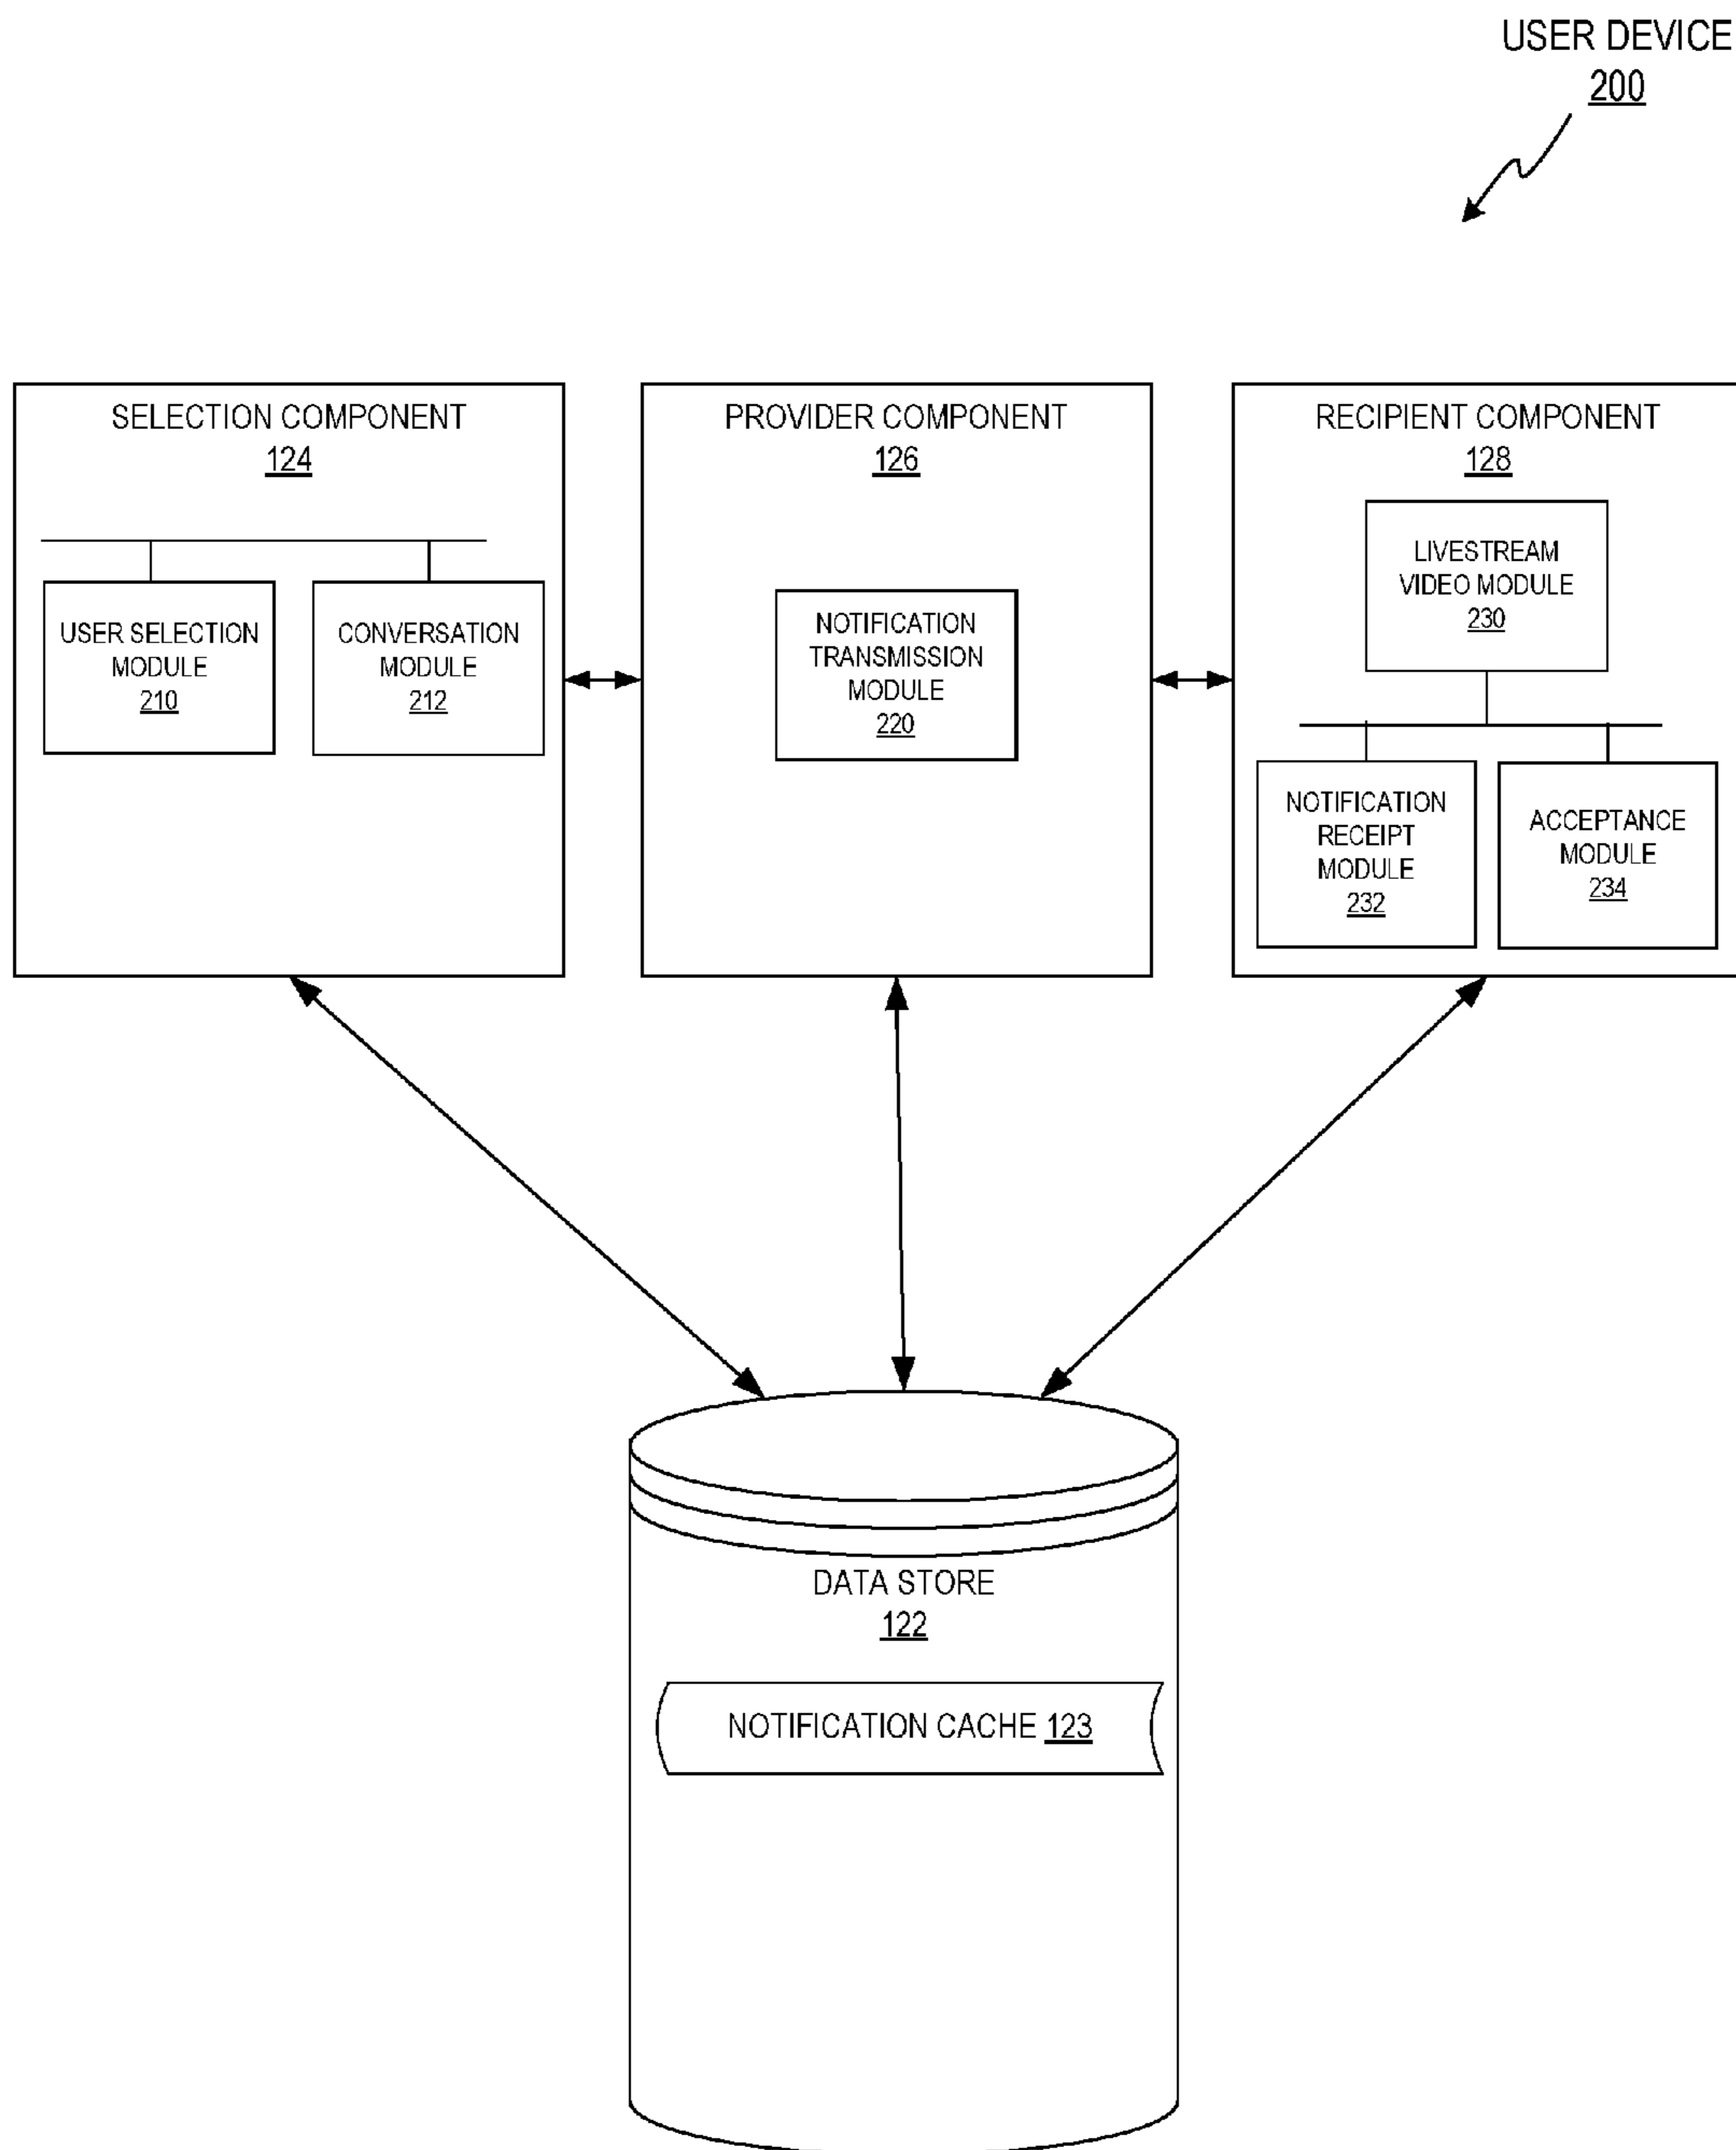 USER DEVICE
200
SELECTION COMPONENT
124
USER SELECTION
MODULE
210
CONVERSATION
MODULE
212
PROVIDER COMPONENT
126
NOTIFICATION
TRANSMISSION
MODULE
220
RECIPIENT COMPONENT
128
LIVESTREAM
VIDEO MODULE
230
NOTIFICATION
RECEIPT
MODULE
232
ACCEPTANCE
MODULE
234
DATA STORE
122
NOTIFICATION CACHE 123